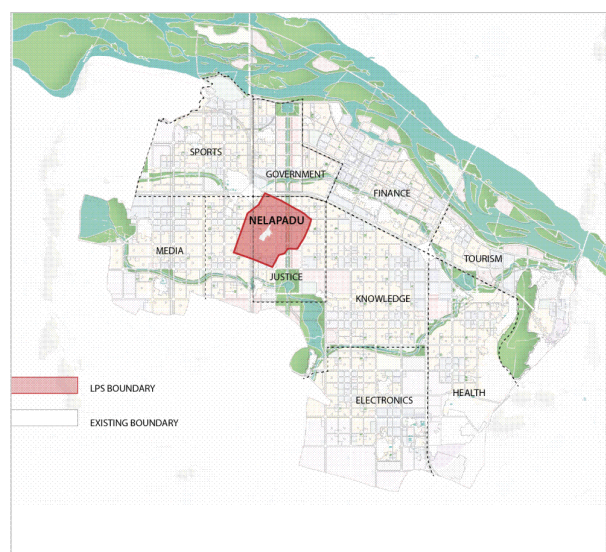 SPORTS
GOVERNMENT
FINANCE
NELAPADU
MEDIA
TOURISM
JUSTICE
KNOWLEDGE
LPS BOUNDARY
HEALTH
ELECTRONICS
EXISTING BOUNDARY